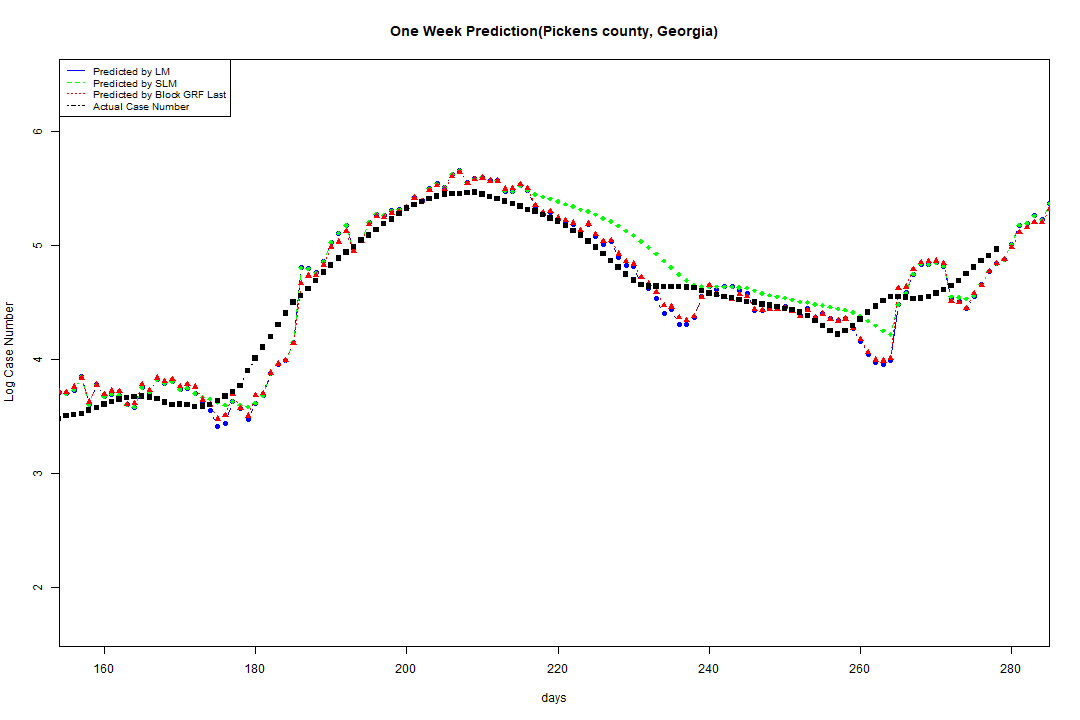 One Week Prediction(Pickens county, Georgia)
Predicted by LM
Predicted by SLM
Predicted by Block GRF Last
Actual Case Number
6
5
4
3
2
Log Case Number
160 180 200 220 240 260 280
days